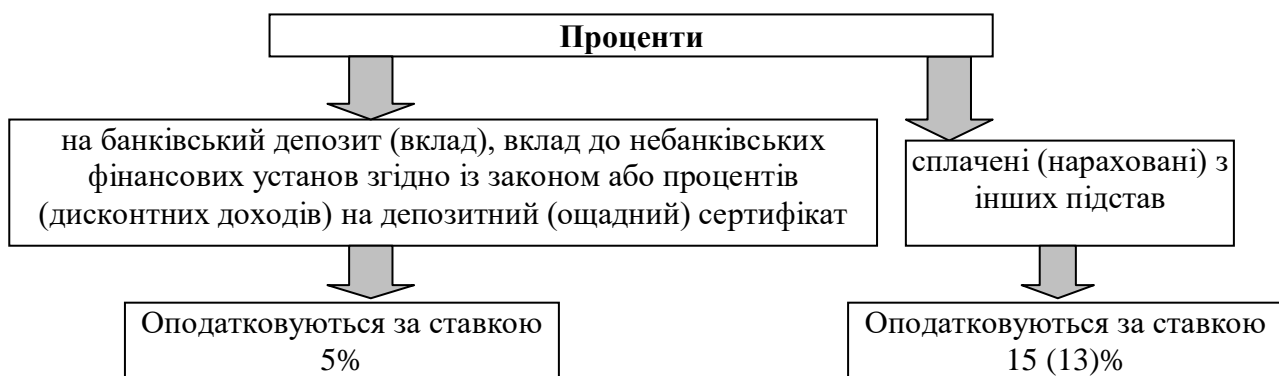 Проценти
на банківський депозит (вклад), вклад до небанківських
фінансових установ згідно із законом або процентів
(дисконтних доходів) на депозитний (ощадний) сертифікат
сплачені (нараховані) з
інших підстав
Оподатковуються за ставкою
5%
Оподатковуються за ставкою
15 (13)%